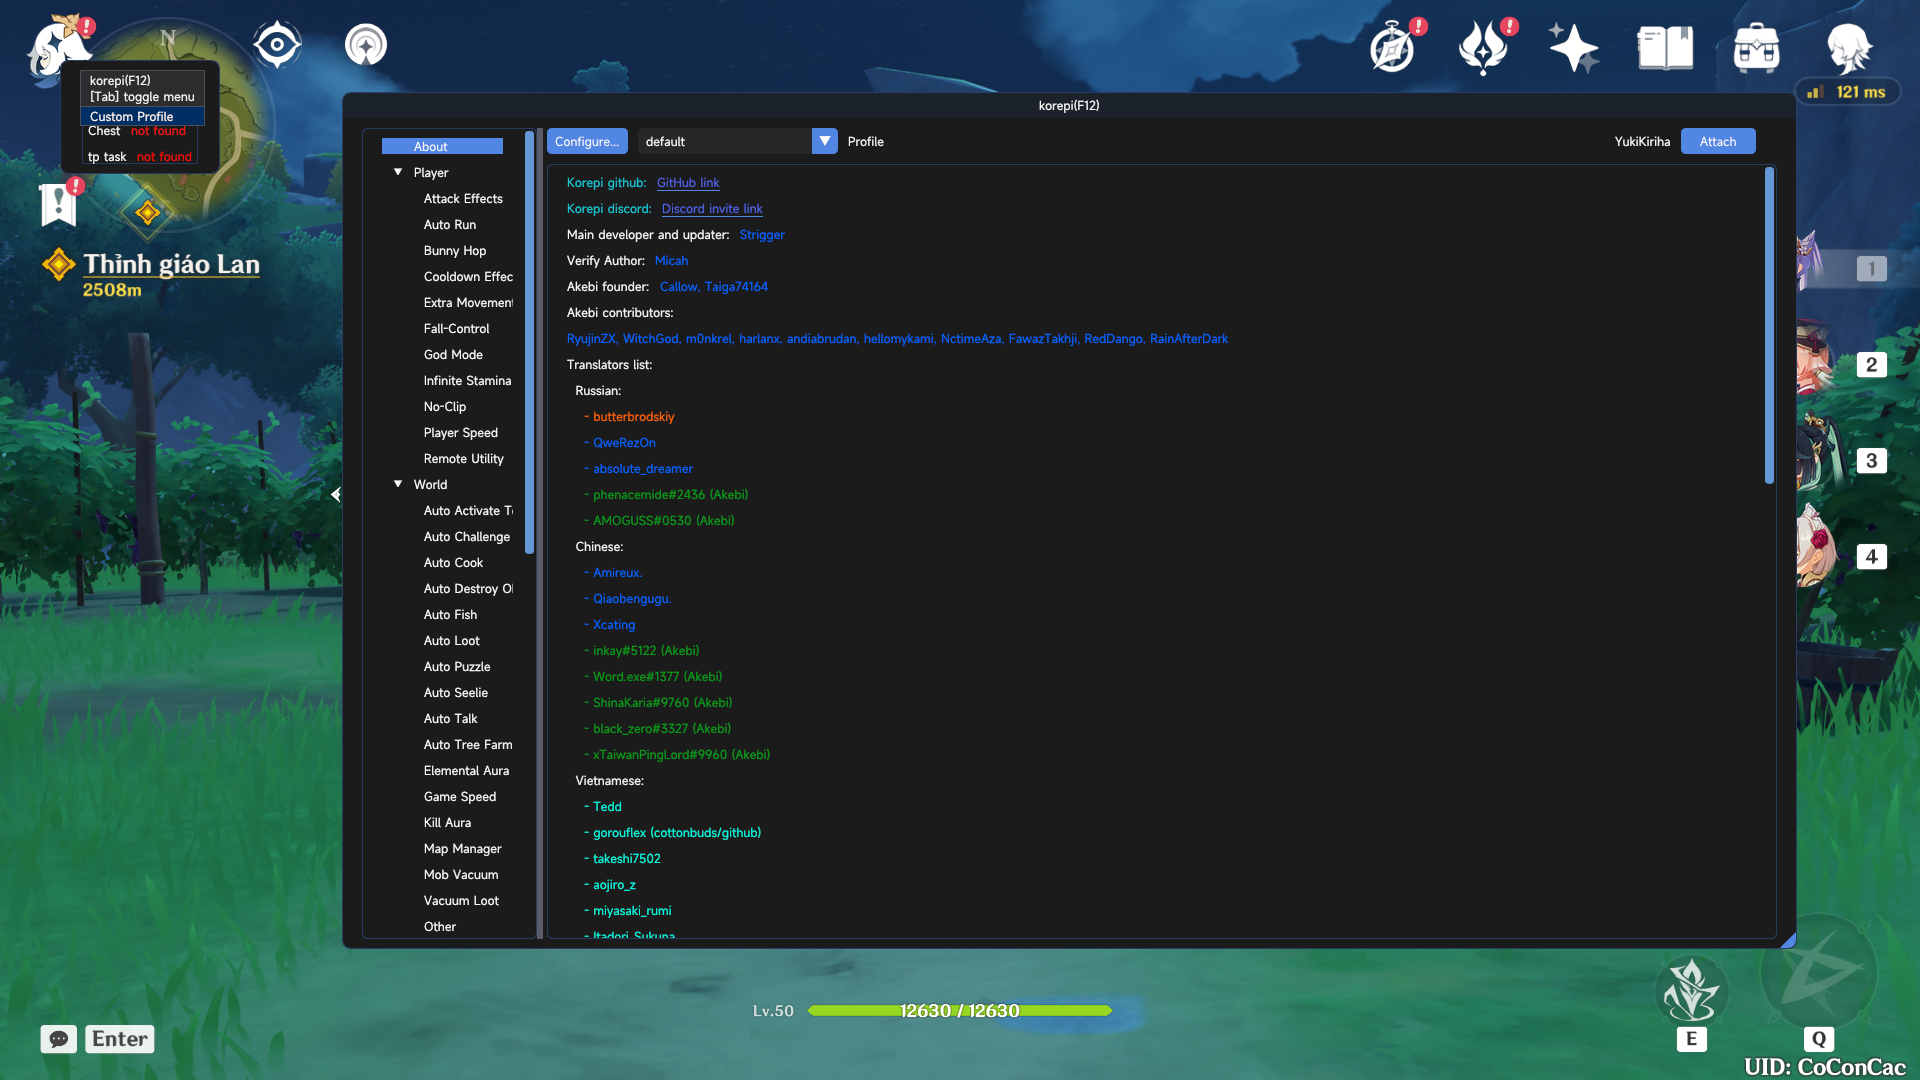 N
korepi(F12)
[Tab] toggle menu
Custom Profile
Chest not found
tp task not found
Thỉnh giáo Lan
2508m
121 ms
korepi(F12)
About
Player
Attack Effects
Auto Run
Bunny Hop
Cooldown Effec
Extra Movement
Fall-Control
God Mode
Infinite Stamina
No-Clip
Player Speed
Remote Utility
World
Auto Activate T
Auto Challenge
Auto Cook
Auto Destroy O
Auto Fish
Auto Loot
Auto Puzzle
Auto Seelie
Auto Talk
Auto Tree Farm
Elemental Aura
Game Speed
Kill Aura
Map Manager
Mob Vacuum
Vacuum Loot
Other
Configure... default Profile YukiKiriha Attach
Korepi github: GitHub link
Korepi discord: Discord invite link
Main developer and updater: Strigger
Verify Author: Micah
Akebi founder: Callow, Taiga74164
Akebi contributors:
RyujinZX, WitchGod, m0nkrel, harlanx, andiabrudan, hellomykami, NctimeAza, FawazTakhji, RedDango, RainAfterDark
Translators list:
Russian:
- butterbrodskiy
- QweRezOn
- absolute_dreamer
- phenacemide#2436 (Akebi)
- AMOGUSS#0530 (Akebi)
Chinese:
- Amireux.
- Qiaobengugu.
- Xcating
- inkay#5122 (Akebi)
- Word.exe#1377 (Akebi)
- ShinaKaria#9760 (Akebi)
- black_zero#3327 (Akebi)
- xTaiwanPingLord#9960 (Akebi)
Vietnamese:
- Tedd
- gorouflex (cottonbuds/github)
- takeshi7502
- aojiro_z
- miyasaki_rumi
- Itadori_Sukuna
1
2
3
4
Lv.50 12630 / 12630
Enter
E
Q
UID: CoConCac